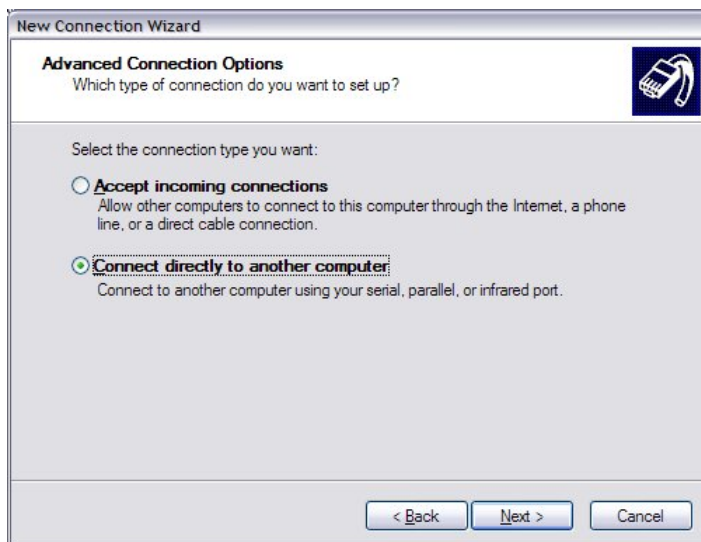 New Connection Wizard
Advanced Connection Options
Which type of connection do you want to set up?
Select the connection type you want:
Accept incoming connections
Allow other computers to connect to this computer through the Internet, a phone
line, or a direct cable connection.
Connect directly to another computer
Connect to another computer using your serial, parallel, or infrared port.
< Back Next > Cancel